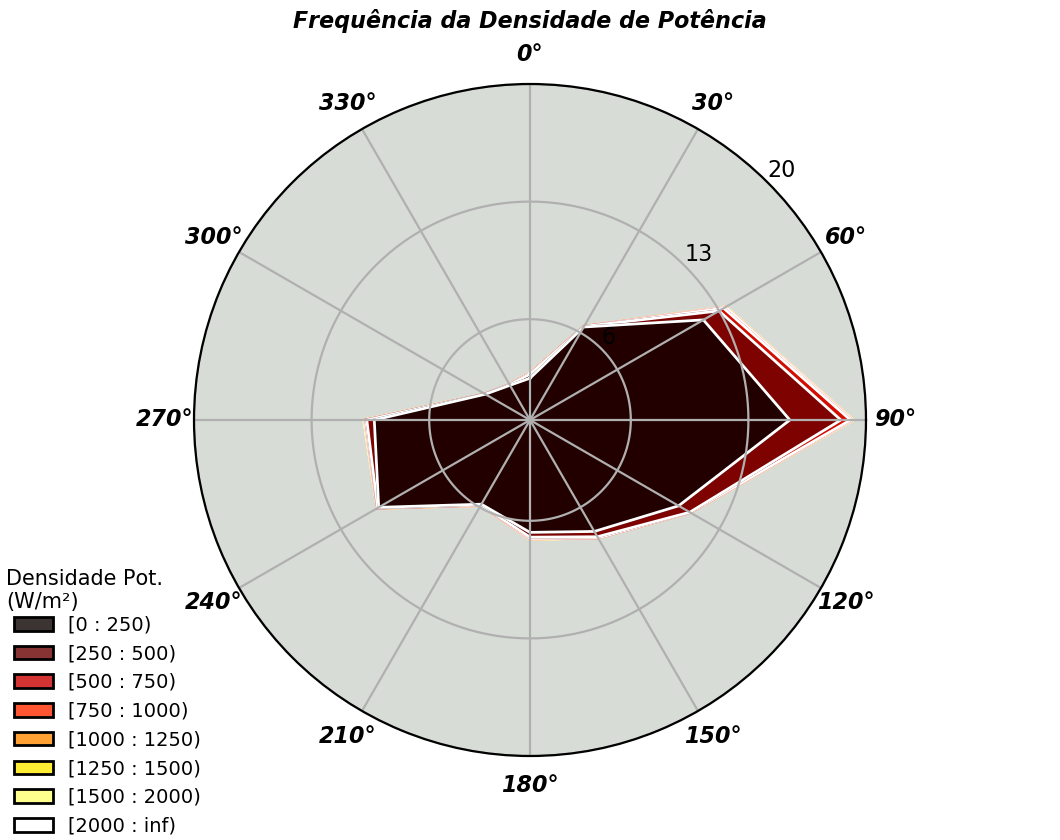 Frequência da Densidade de Potência
0°
330°
30°
20
300°
60°
13
6
270°
90°
240°
120°
210°
150°
180°
Densidade Pot.
(W/m²)
[0 : 250)
[250 : 500)
[500 : 750)
[750 : 1000)
[1000 : 1250)
[1250 : 1500)
[1500 : 2000)
[2000 : inf)